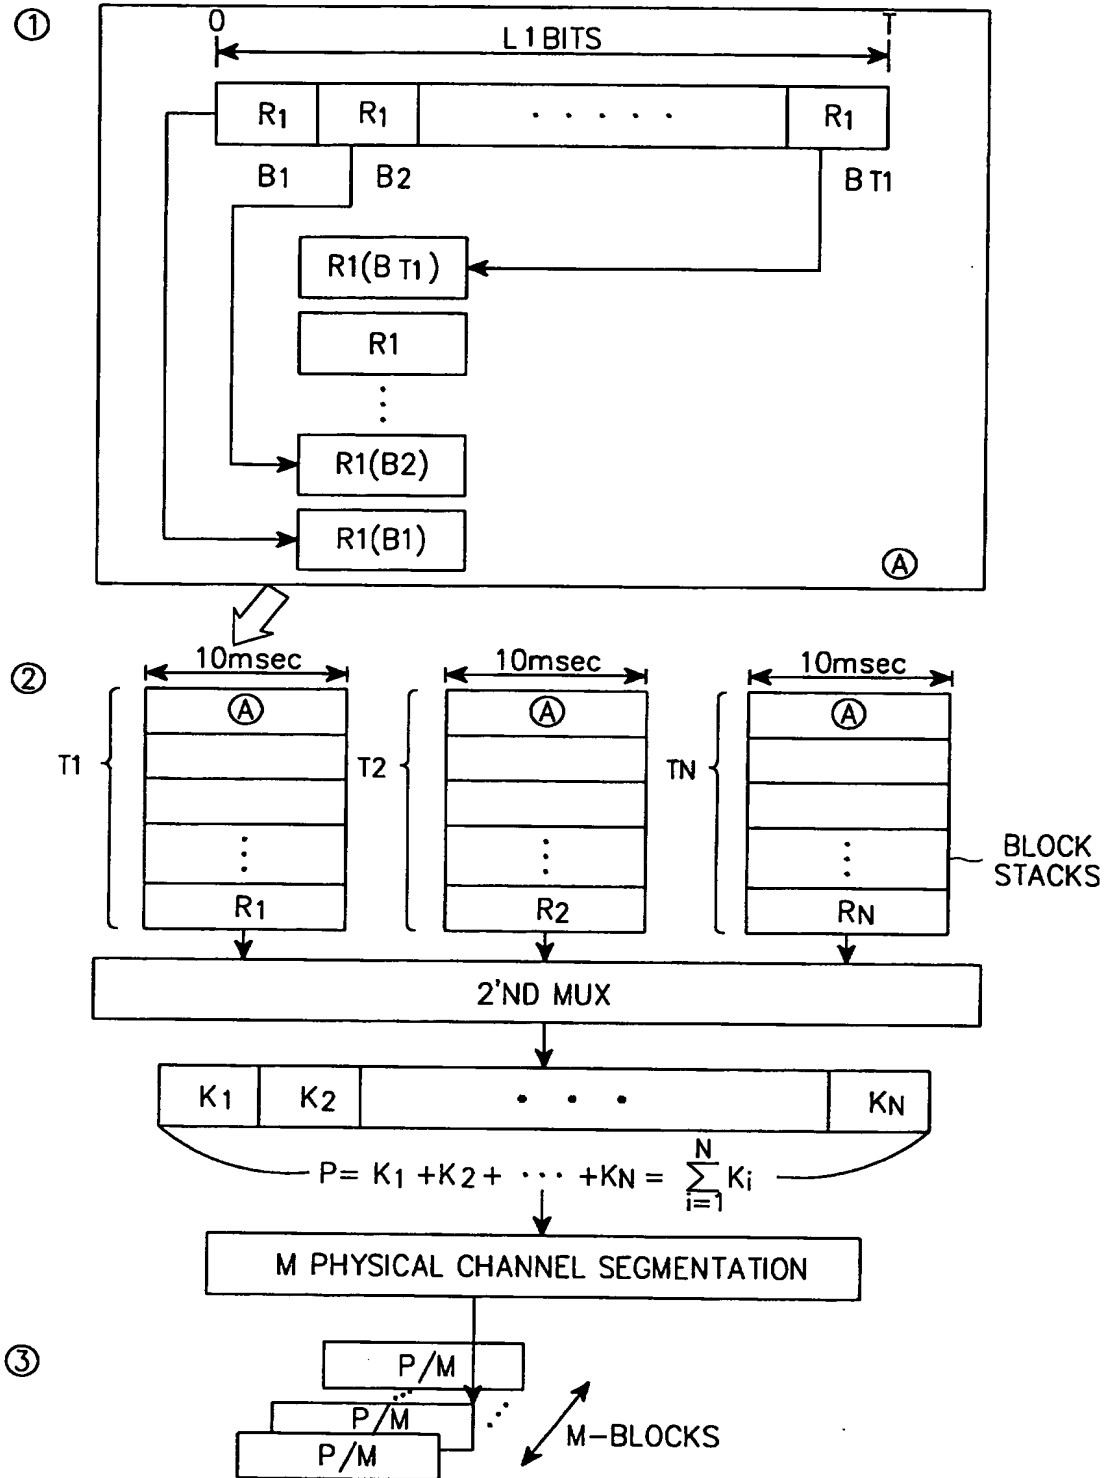 ①
0 T
L1BITS
R1 R1 · · · · · R1
B1 B2 BT1
R1(BT1)
R1
R1(B2)
R1(B1)
Ⓐ
②
10msec 10msec 10msec
Ⓐ Ⓐ Ⓐ
T1 T2 TN
BLOCK
STACKS
R1 R2 RN
2'ND MUX
K1 K2 · · · KN
P= K1 +K2 + ···· +KN = ∑ N i=1 Ki
M PHYSICAL CHANNEL SEGMENTATION
③
P/M
P/M
M-BLOCKS
P/M